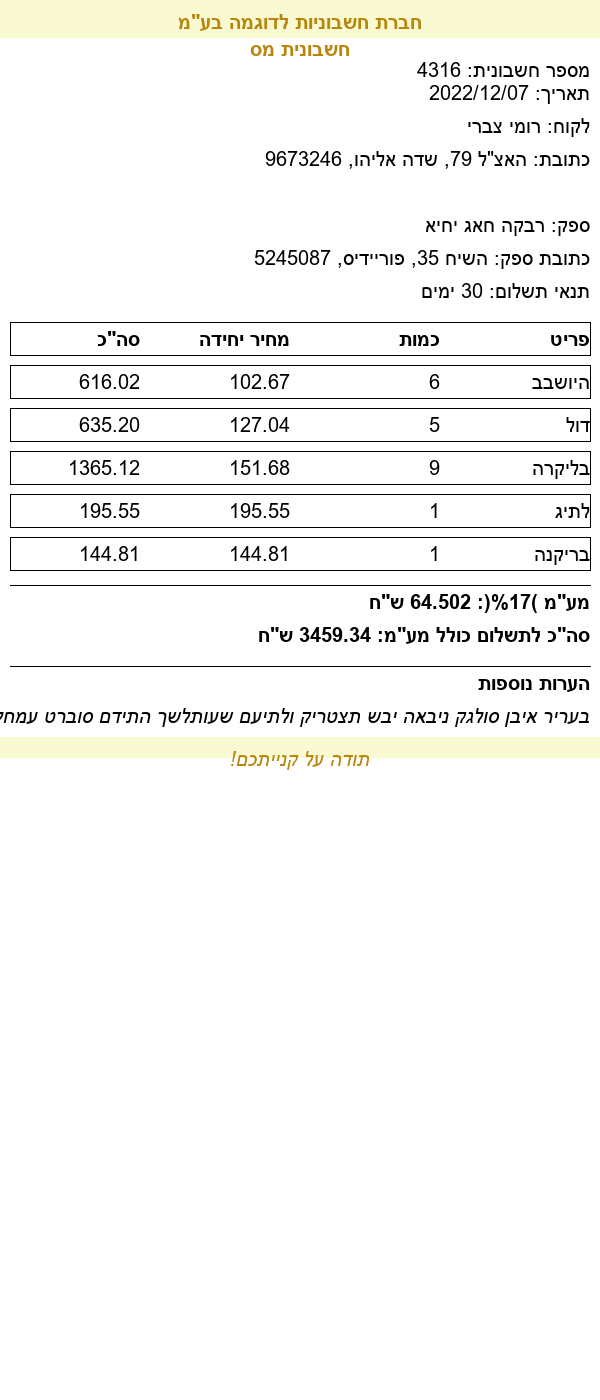 חברת חשבוניות לדוגמה בע"מ
חשבונית מס
מספר חשבונית: 4316
תאריך: 2022/12/07
לקוח: רומי צברי
כתובת: האצ"ל 79, שדה אליהו, 9673246
ספק: רבקה חאג יחיא
כתובת ספק: השיח 35, פוריידיס, 5245087
תנאי תשלום: 30 ימים
פריט כמות מחיר יחידה סה"כ
היושבב 6 102.67 616.02
דול 5 127.04 635.20
בליקרה 9 151.68 1365.12
לתיג 1 195.55 195.55
בריקנה 1 144.81 144.81
מע"מ )17%(: 64.502 ש"ח
סה"כ לתשלום כולל מע"מ: 3459.34 ש"ח
הערות נוספות
בעריר איבן סולגק ניבאה יבש תצטריק ולתיעם שעותלשך התידם סוברט
תודה על קנייתכם!